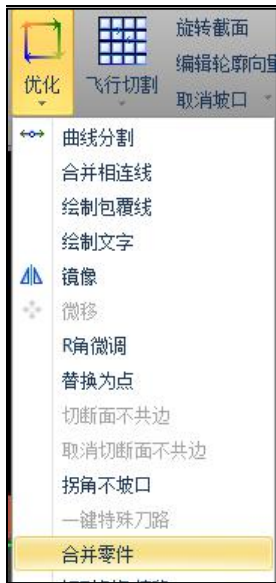 优化
飞行切割
旋转截面
编辑轮廓向量
取消坡口
曲线分割
合并相连线
绘制包覆线
绘制文字
镜像
微移
R角微调
替换为点
切断面不共边
取消切断面不共边
拐角不坡口
一键特殊刀路
合并零件